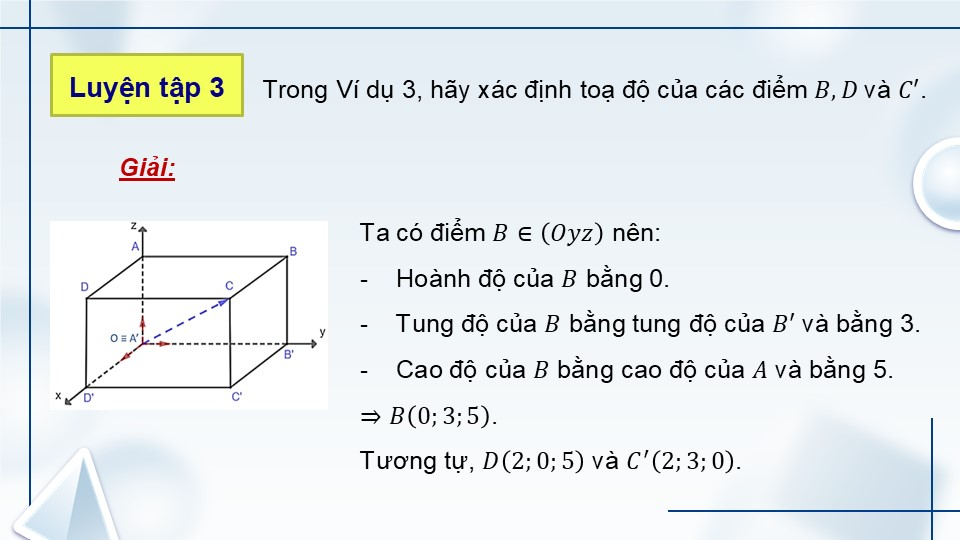 Luyện tập 3
Trong Ví dụ 3, hãy xác định toạ độ của các điểm 𝐵, 𝐷 và 𝐶′.
Giải:
z
A
B
D
C
O ≡ A'
y
B'
x
D'
C'
Ta có điểm 𝐵 ∈ (𝑂𝑦𝑧) nên:
- Hoành độ của 𝐵 bằng 0.
- Tung độ của 𝐵 bằng tung độ của 𝐵′ và bằng 3.
- Cao độ của 𝐵 bằng cao độ của 𝐴 và bằng 5.
⇒ 𝐵(0; 3; 5).
Tương tự, 𝐷(2; 0; 5) và 𝐶′(2; 3; 0).